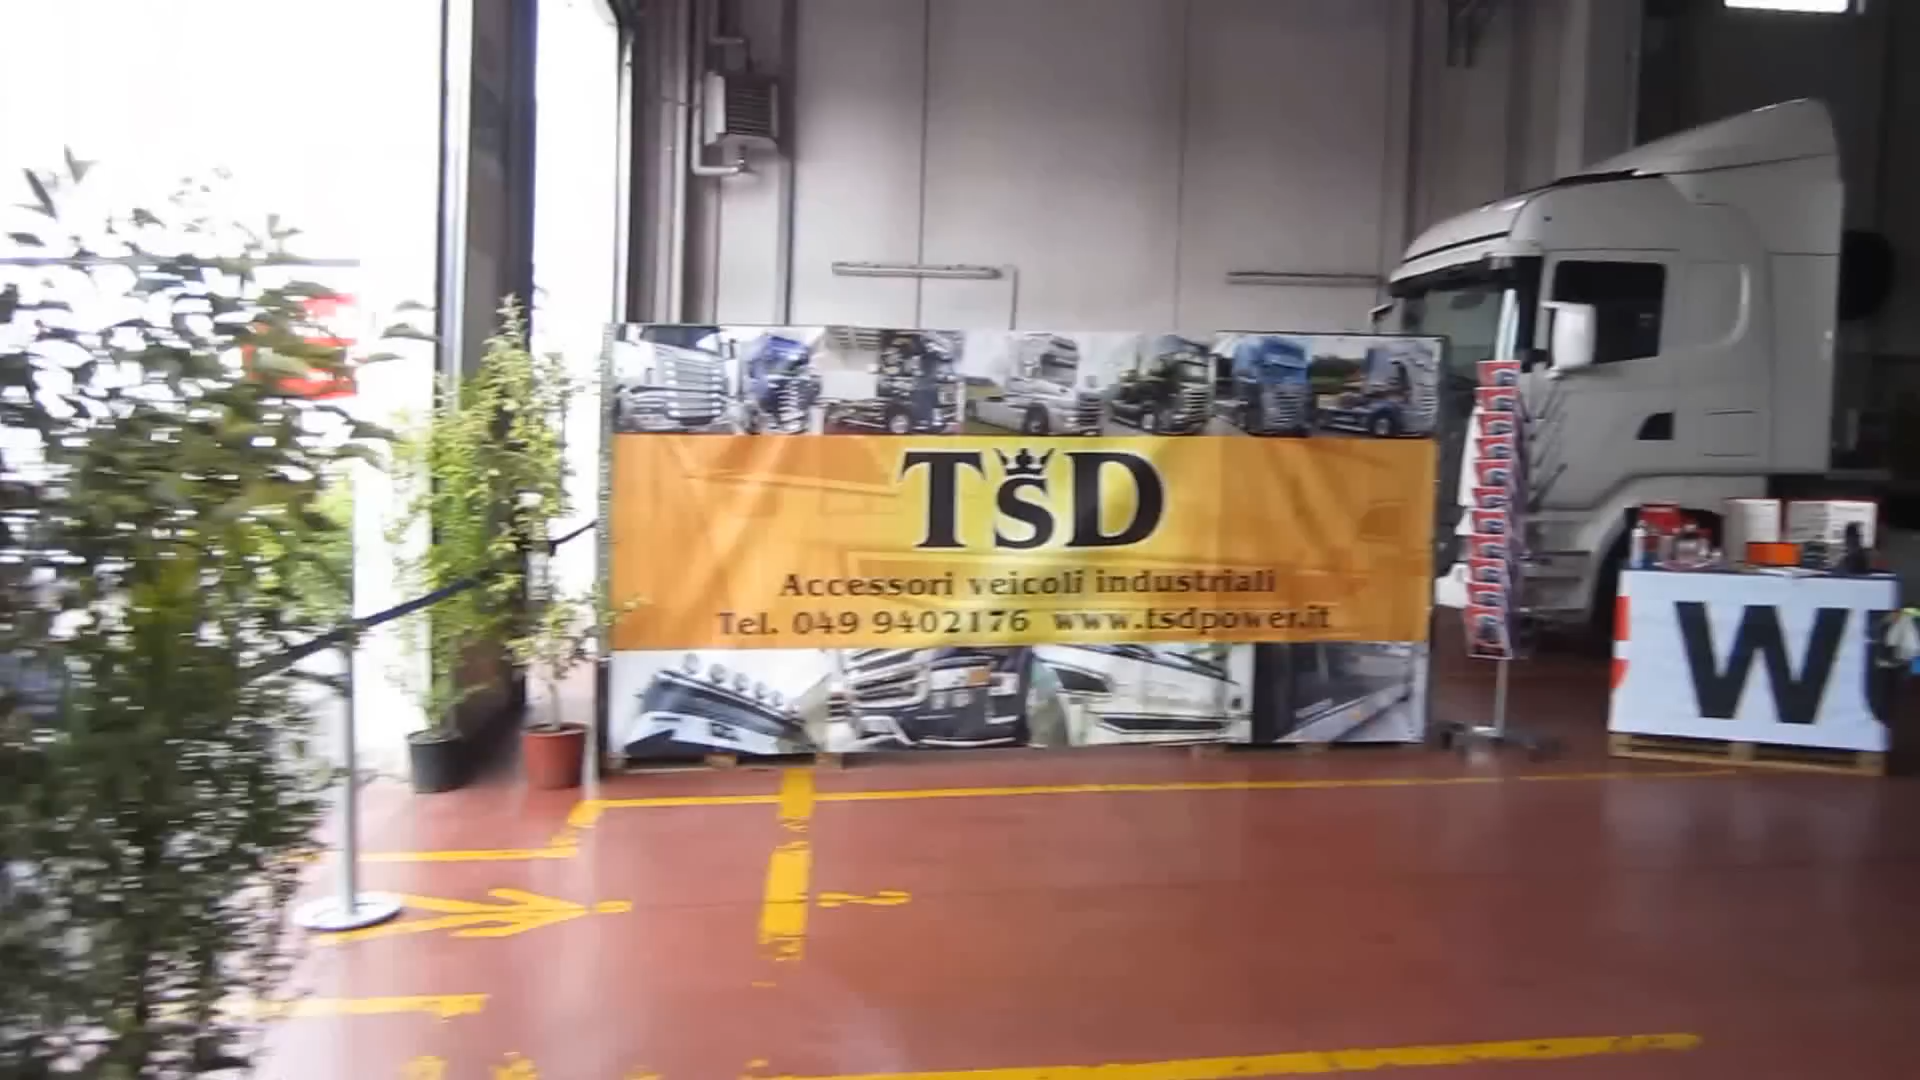 TSD
Accessori veicoli industriali
Tel. 049 9402176 www.tsdpower.it
W